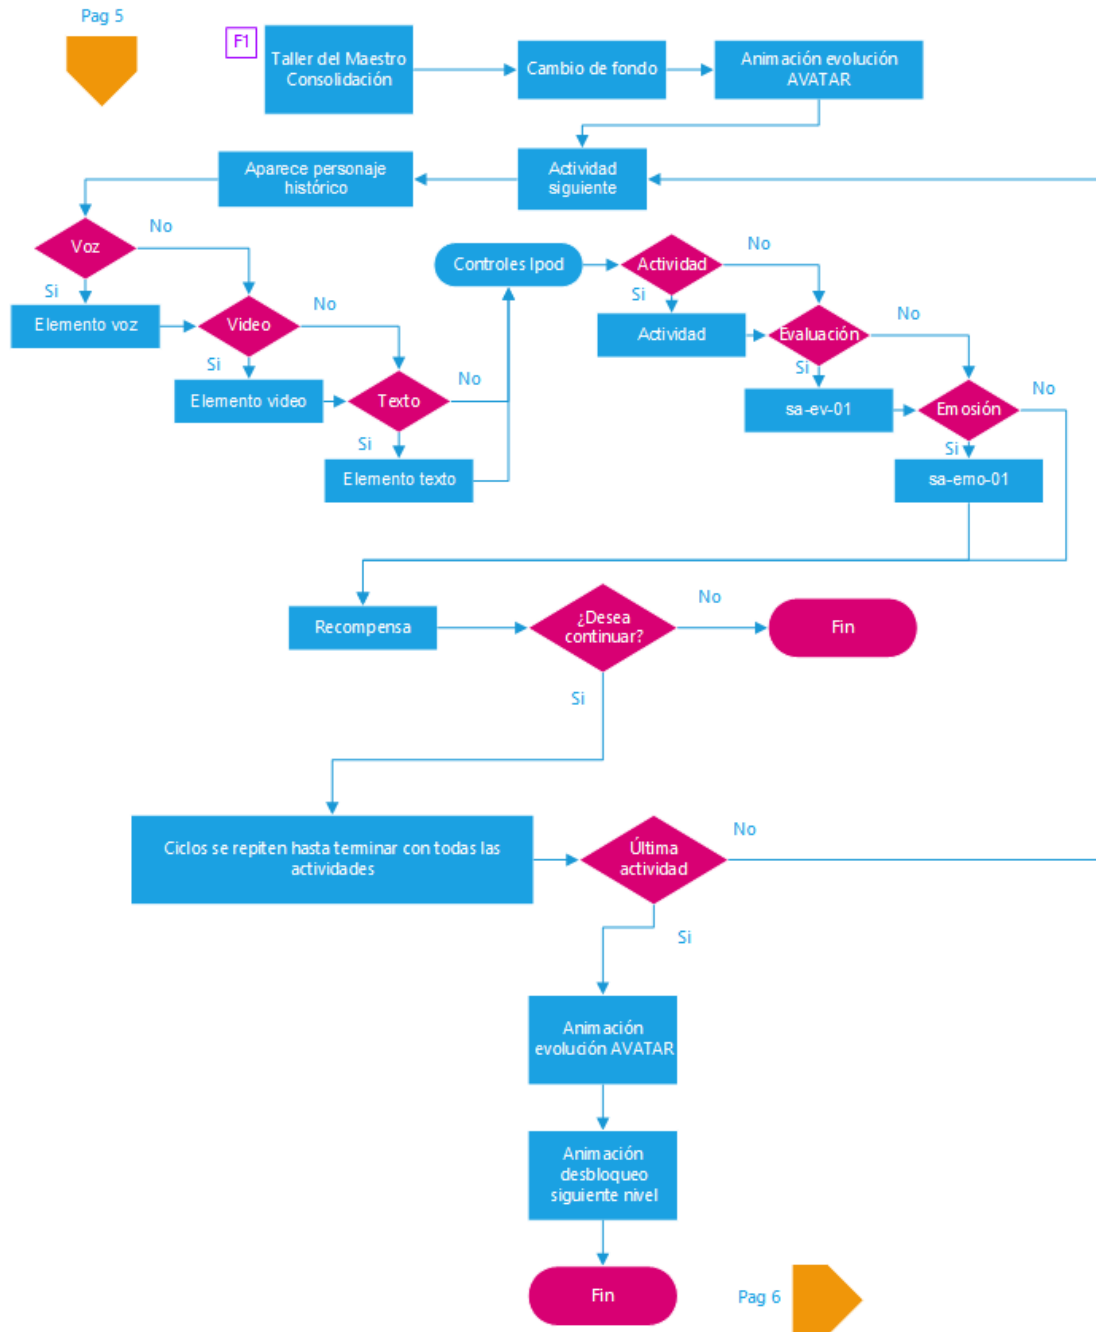 Pag 5
F1
Taller del Maestro
Consolidación
Cambio de fondo
Animación evolución
AVATAR
Aparece personaje
histórico
Actividad
siguiente
Voz
No
Si
Elemento voz
Video
No
Si
Elemento video
Texto
No
Si
Elemento texto
Controles Ipod
Actividad
No
Si
Actividad
Evaluación
No
Si
sa-ev-01
Emosión
No
Si
sa-emo-01
Recompensa
¿Desea
continuar?
No
Fin
Si
Ciclos se repiten hasta terminar con todas las
actividades
Última
actividad
No
Si
Animación
evolución AVATAR
Animación
desbloqueo
siguiente nivel
Fin
Pag 6